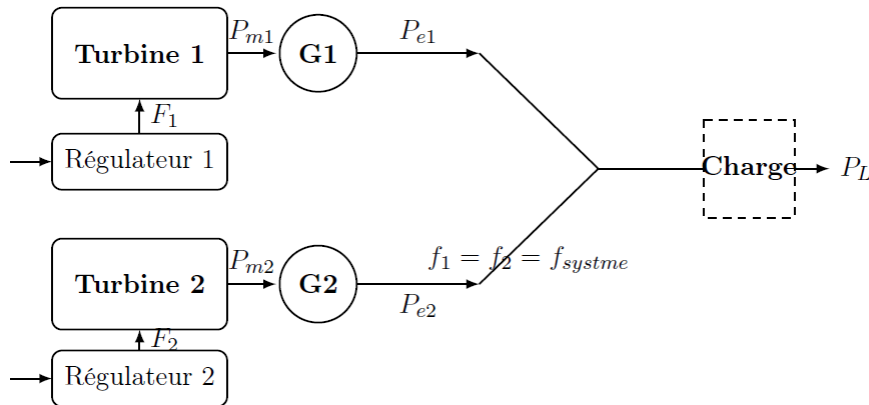 Turbine 1
P_{m1}
G1
P_{e1}
F_1
Régulateur 1
Charge
P_L
Turbine 2
P_{m2}
G2
f_1 = f_2 = f_{systme}
P_{e2}
F_2
Régulateur 2